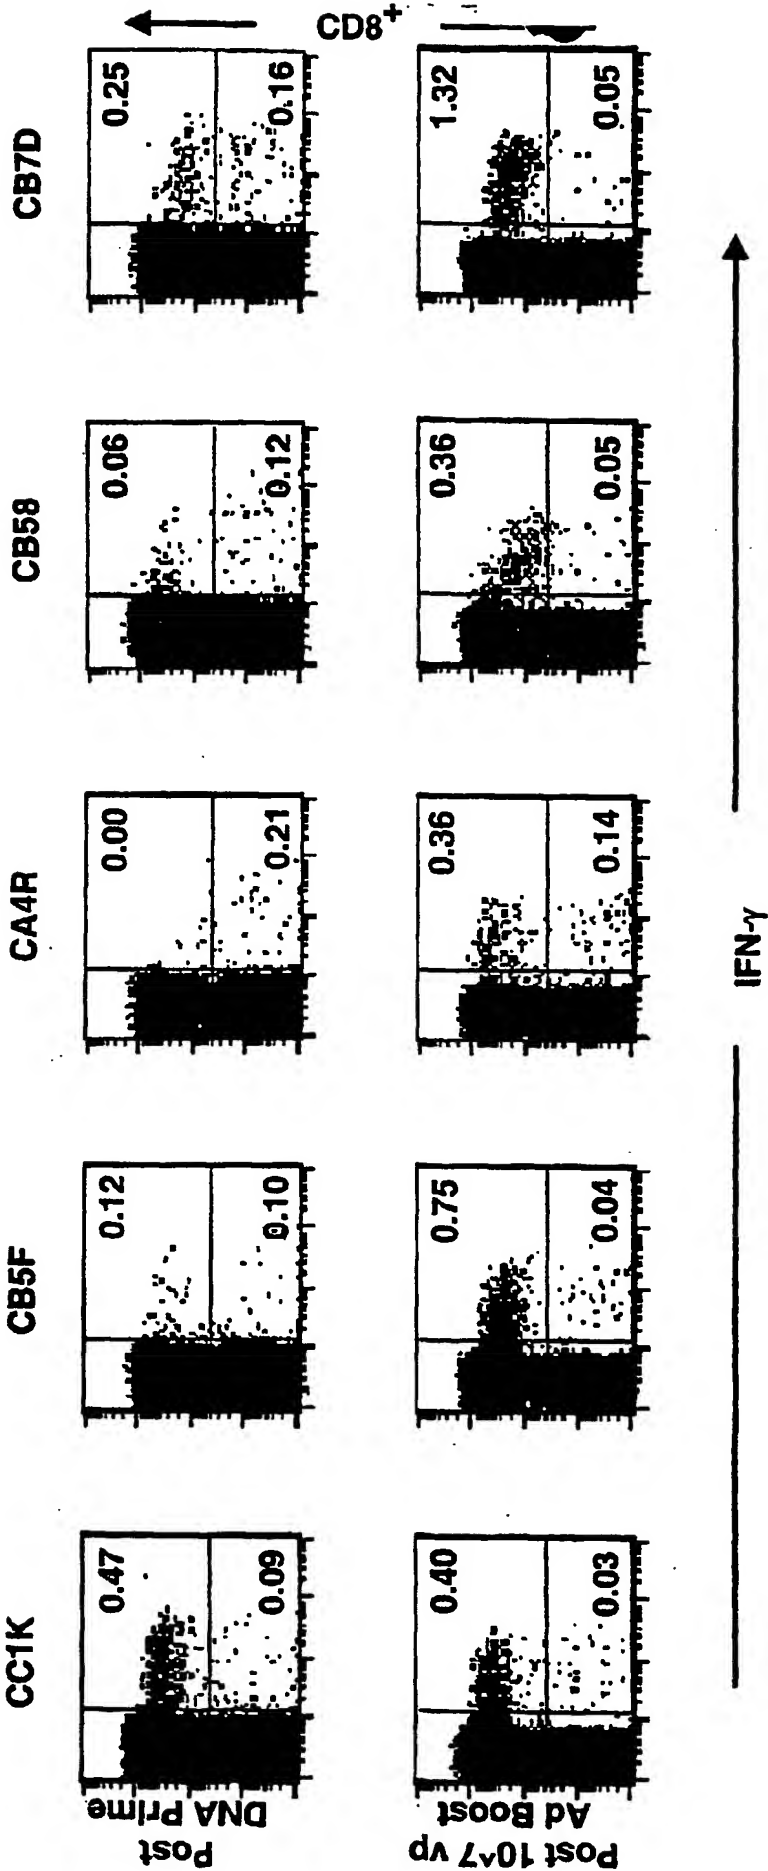 CC1K
CB5F
CA4R
CB58
CB7D
Post
DNA Prime
0.47
0.09
0.12
0.10
0.00
0.21
0.06
0.12
0.25
0.16
CD8+
Post 10^7 vp
Ad Boost
0.40
0.03
0.75
0.04
0.36
0.14
0.36
0.05
1.32
0.05
IFN-γ